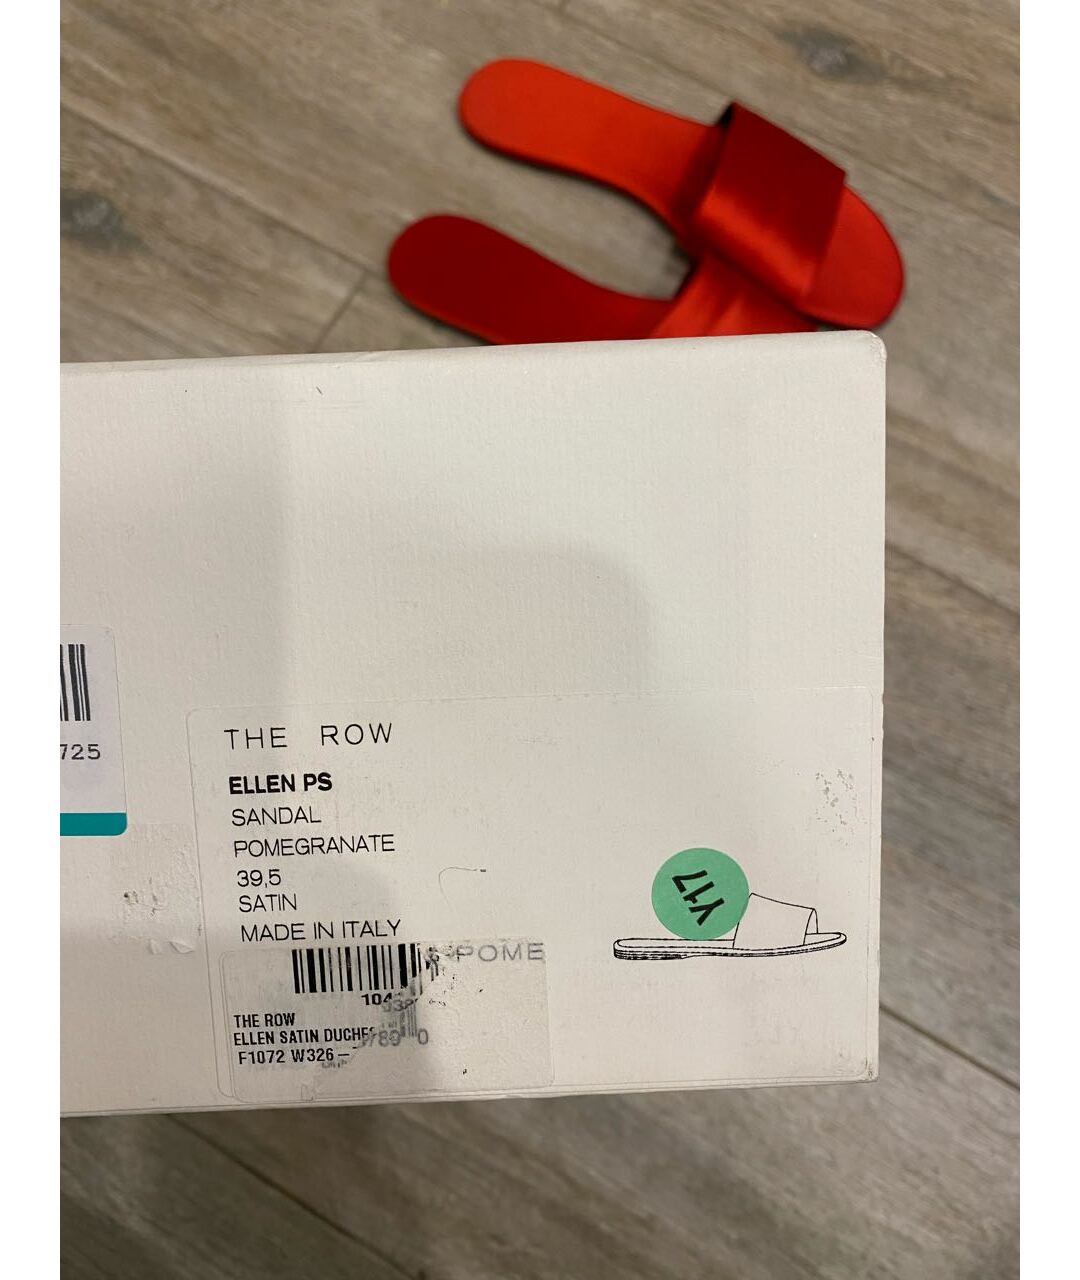 725
THE ROW
ELLEN PS
SANDAL
POMEGRANATE
39,5
SATIN
MADE IN ITALY
POME
THE ROW
ELLEN SATIN
F1072 W326
Y17